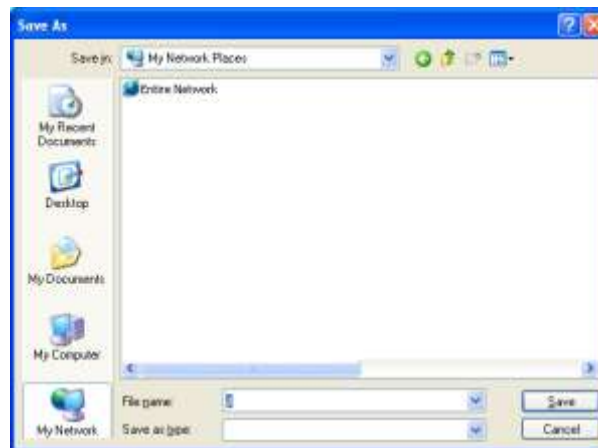 Save As
Save in:
My Network Places
Entire Network
My Recent
Documents
Desktop
My Documents
My Computer
My Network
File name:
Save
Save as type:
Cancel